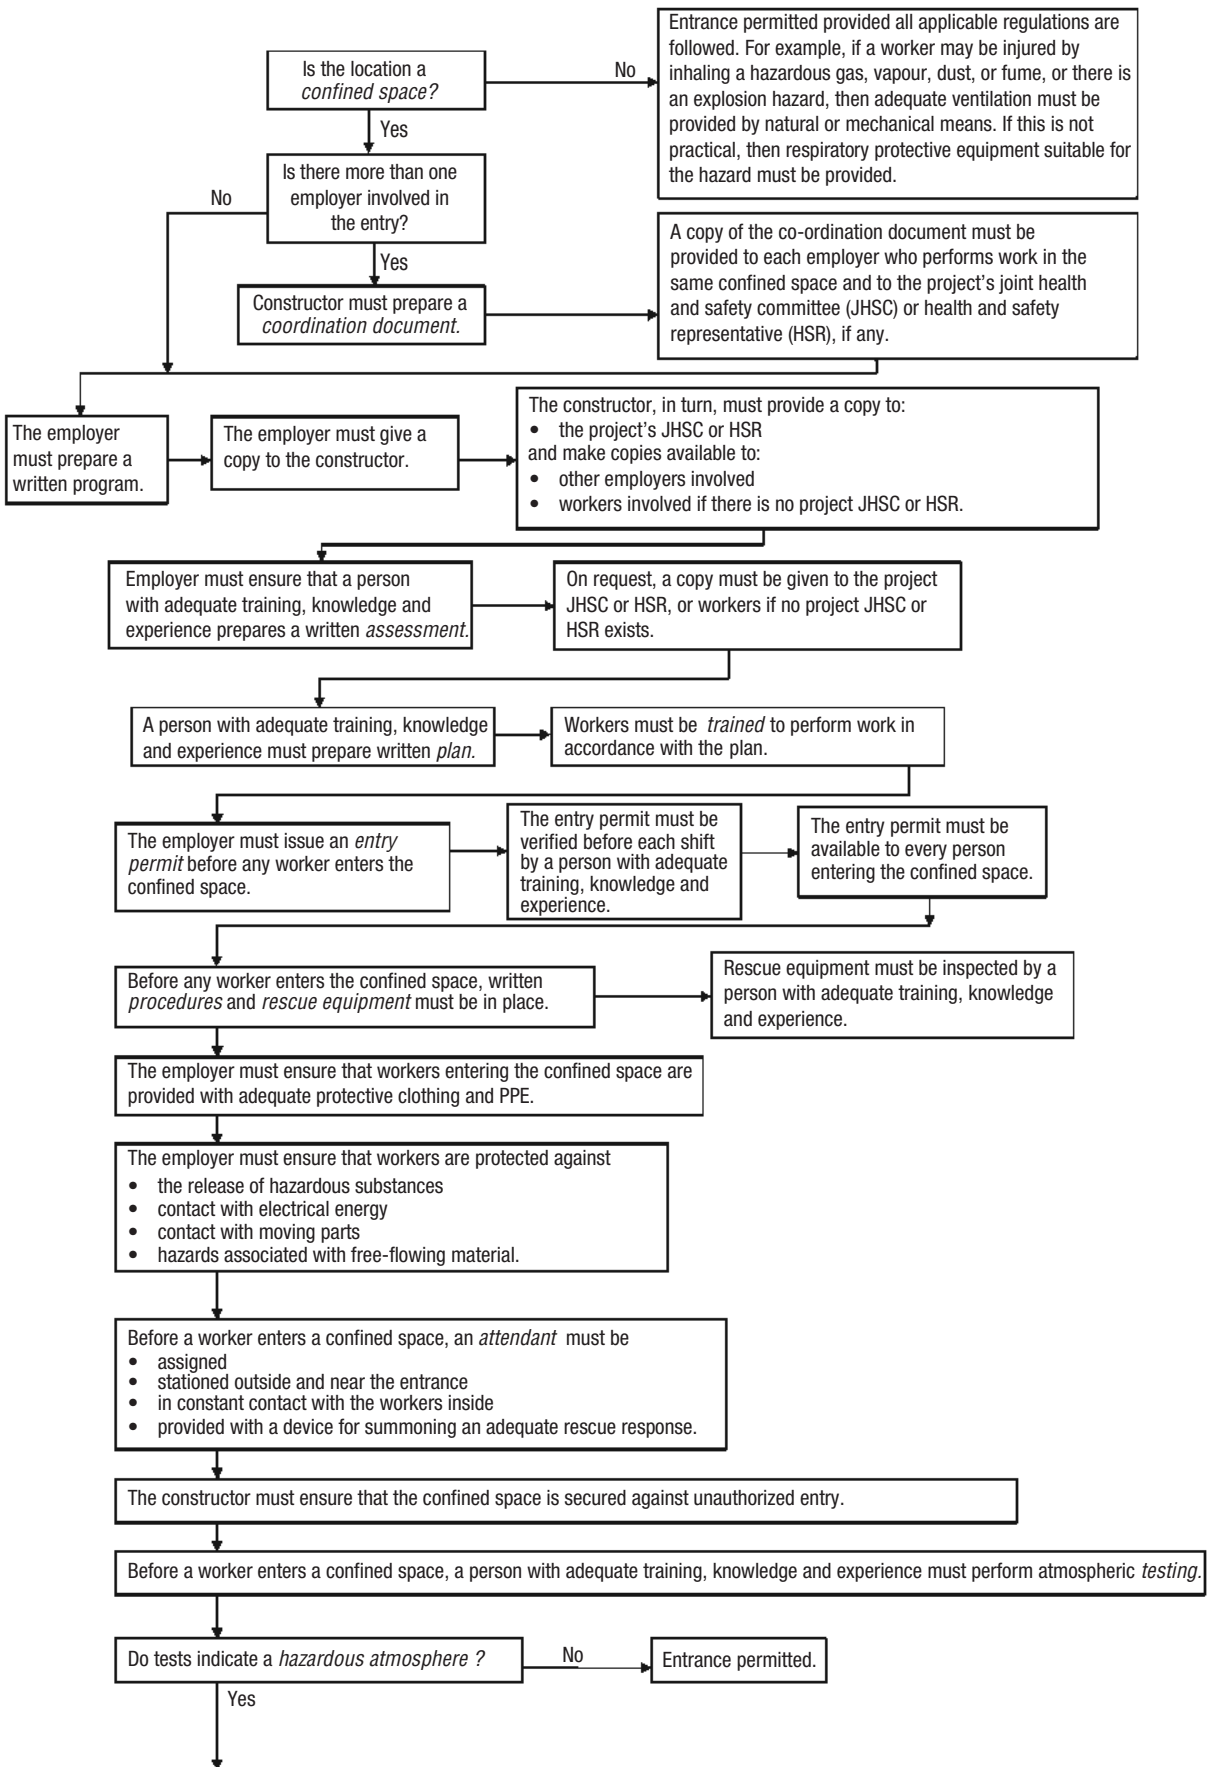 Is the location a
confined space?
No
Entrance permitted provided all applicable regulations are
followed. For example, if a worker may be injured by
inhaling a hazardous gas, vapour, dust, or fume, or there is
an explosion hazard, then adequate ventilation must be
provided by natural or mechanical means. If this is not
practical, then respiratory protective equipment suitable for
the hazard must be provided.
Yes
Is there more than one
employer involved in
the entry?
No
Yes
Constructor must prepare a
coordination document.
A copy of the co-ordination document must be
provided to each employer who performs work in the
same confined space and to the project's joint health
and safety committee (JHSC) or health and safety
representative (HSR), if any.
The employer
must prepare a
written program.
The employer must give a
copy to the constructor.
The constructor, in turn, must provide a copy to:
• the project's JHSC or HSR
and make copies available to:
• other employers involved
• workers involved if there is no project JHSC or HSR.
Employer must ensure that a person
with adequate training, knowledge and
experience prepares a written assessment.
On request, a copy must be given to the project
JHSC or HSR, or workers if no project JHSC or
HSR exists.
A person with adequate training, knowledge
and experience must prepare written plan.
Workers must be trained to perform work in
accordance with the plan.
The employer must issue an entry
permit before any worker enters the
confined space.
The entry permit must be
verified before each shift
by a person with adequate
training, knowledge and
experience.
The entry permit must be
available to every person
entering the confined space.
Before any worker enters the confined space, written
procedures and rescue equipment must be in place.
Rescue equipment must be inspected by a
person with adequate training, knowledge
and experience.
The employer must ensure that workers entering the confined space are
provided with adequate protective clothing and PPE.
The employer must ensure that workers are protected against
• the release of hazardous substances
• contact with electrical energy
• contact with moving parts
• hazards associated with free-flowing material.
Before a worker enters a confined space, an attendant must be
• assigned
• stationed outside and near the entrance
• in constant contact with the workers inside
• provided with a device for summoning an adequate rescue response.
The constructor must ensure that the confined space is secured against unauthorized entry.
Before a worker enters a confined space, a person with adequate training, knowledge and experience must perform atmospheric testing.
Do tests indicate a hazardous atmosphere ?
No
Entrance permitted.
Yes